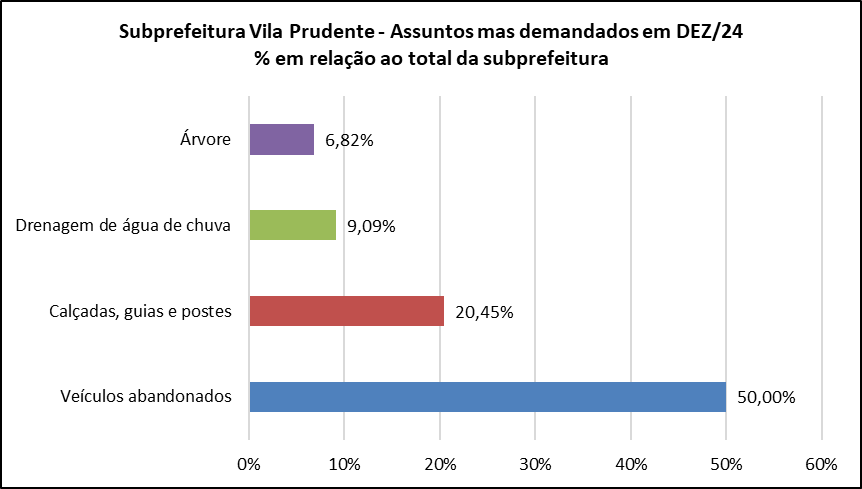 Subprefeitura Vila Prudente - Assuntos mas demandados em DEZ/24
% em relação ao total da subprefeitura
Árvore 6,82%
Drenagem de água de chuva 9,09%
Calçadas, guias e postes 20,45%
Veículos abandonados 50,00%
0% 10% 20% 30% 40% 50% 60%